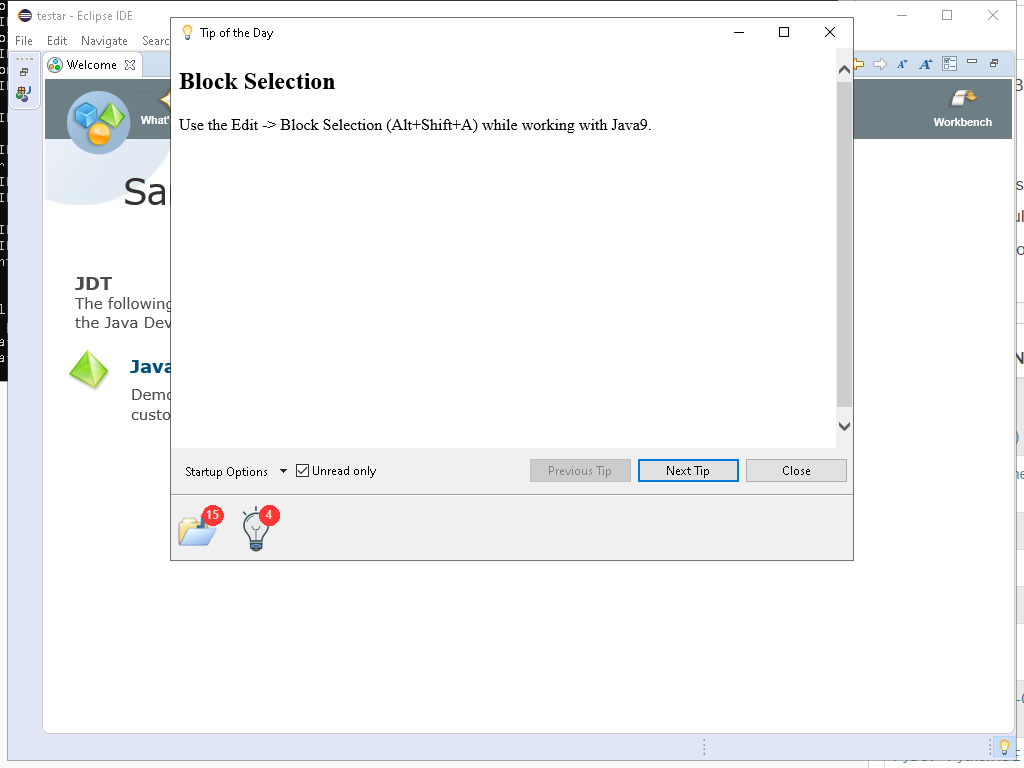 testar - Eclipse IDE
File Edit Navigate Searc
Welcome
Tip of the Day
Block Selection
Use the Edit -> Block Selection (Alt+Shift+A) while working with Java9.
What'
Workbench
Sa
JDT
The following
the Java Dev
Java
Demo
custo
Startup Options
Unread only
Previous Tip
Next Tip
Close
15
4